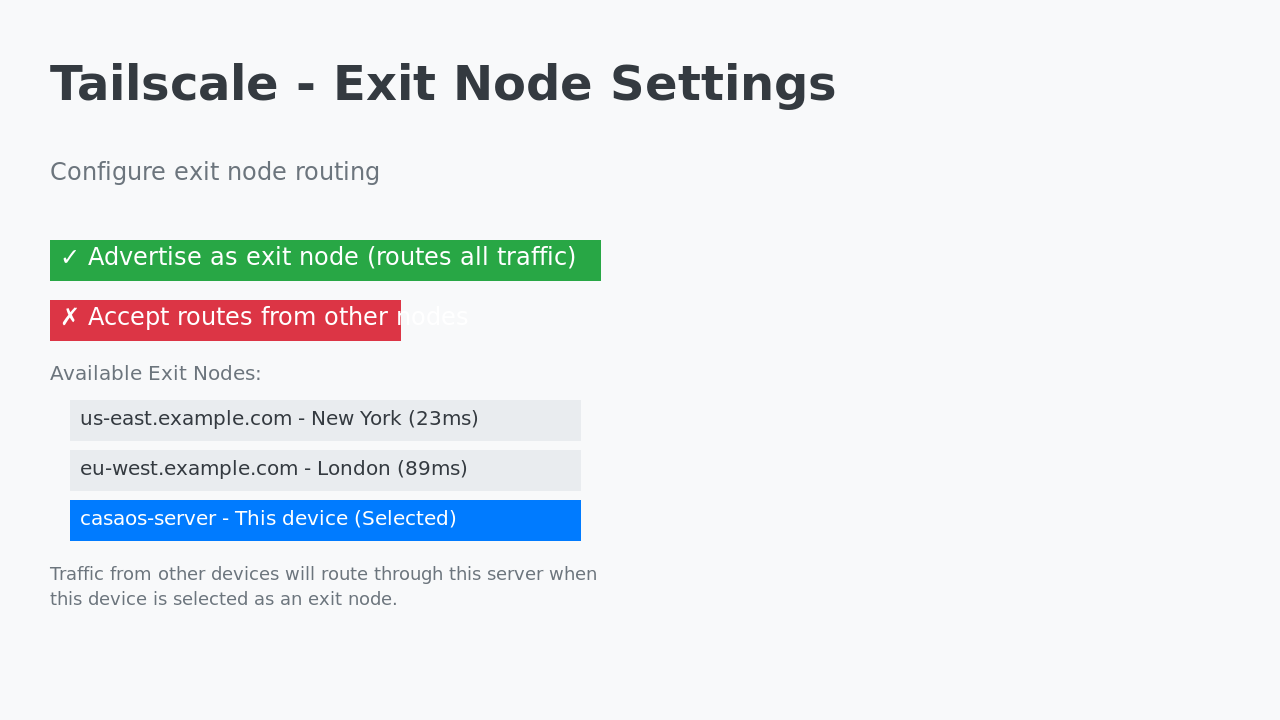 Tailscale - Exit Node Settings
Configure exit node routing
✓ Advertise as exit node (routes all traffic)
✗ Accept routes from other nodes
Available Exit Nodes:
us-east.example.com - New York (23ms)
eu-west.example.com - London (89ms)
casaos-server - This device (Selected)
Traffic from other devices will route through this server when
this device is selected as an exit node.